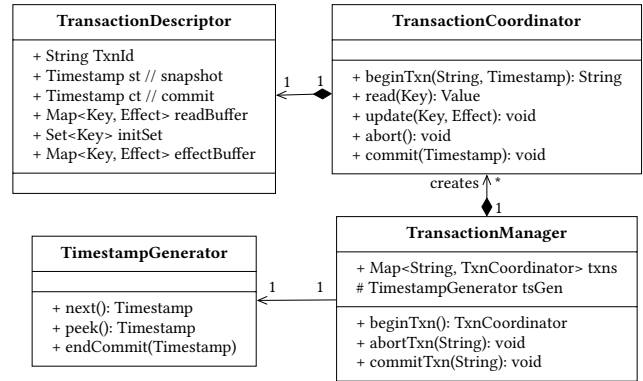 TransactionDescriptor
+ String TxnId
+ Timestamp st // snapshot
+ Timestamp ct // commit
+ Map<Key, Effect> readBuffer
+ Set<Key> initSet
+ Map<Key, Effect> effectBuffer
1
1
TransactionCoordinator
+ beginTxn(String, Timestamp): String
+ read(Key): Value
+ update(Key, Effect): void
+ abort(): void
+ commit(Timestamp): void
creates
*
1
TimestampGenerator
+ next(): Timestamp
+ peek(): Timestamp
+ endCommit(Timestamp)
1
1
TransactionManager
+ Map<String, TxnCoordinator> txns
# TimestampGenerator tsGen
+ beginTxn(): TxnCoordinator
+ abortTxn(String): void
+ commitTxn(String): void